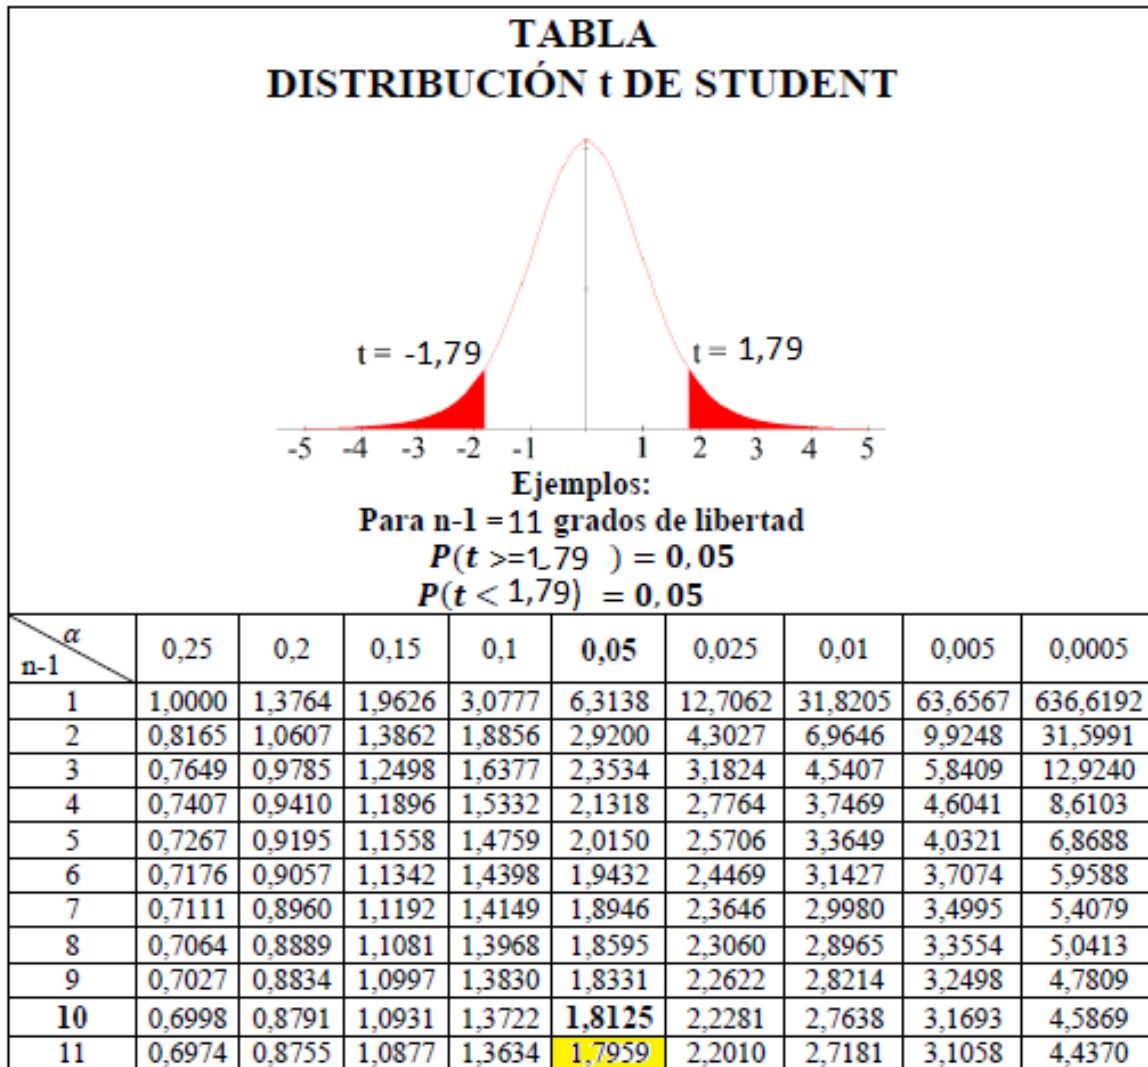 TABLA
DISTRIBUCIÓN t DE STUDENT
t = -1,79 t = 1,79
-5 -4 -3 -2 -1 1 2 3 4 5
Ejemplos:
Para n-1 =11 grados de libertad
P(t >=1,79 ) = 0,05
P(t < 1,79) = 0,05
α
n-1 0,25 0,2 0,15 0,1 0,05 0,025 0,01 0,005 0,0005
1 1,0000 1,3764 1,9626 3,0777 6,3138 12,7062 31,8205 63,6567 636,6192
2 0,8165 1,0607 1,3862 1,8856 2,9200 4,3027 6,9646 9,9248 31,5991
3 0,7649 0,9785 1,2498 1,6377 2,3534 3,1824 4,5407 5,8409 12,9240
4 0,7407 0,9410 1,1896 1,5332 2,1318 2,7764 3,7469 4,6041 8,6103
5 0,7267 0,9195 1,1558 1,4759 2,0150 2,5706 3,3649 4,0321 6,8688
6 0,7176 0,9057 1,1342 1,4398 1,9432 2,4469 3,1427 3,7074 5,9588
7 0,7111 0,8960 1,1192 1,4149 1,8946 2,3646 2,9980 3,4995 5,4079
8 0,7064 0,8889 1,1081 1,3968 1,8595 2,3060 2,8965 3,3554 5,0413
9 0,7027 0,8834 1,0997 1,3830 1,8331 2,2622 2,8214 3,2498 4,7809
10 0,6998 0,8791 1,0931 1,3722 1,8125 2,2281 2,7638 3,1693 4,5869
11 0,6974 0,8755 1,0877 1,3634 1,7959 2,2010 2,7181 3,1058 4,4370